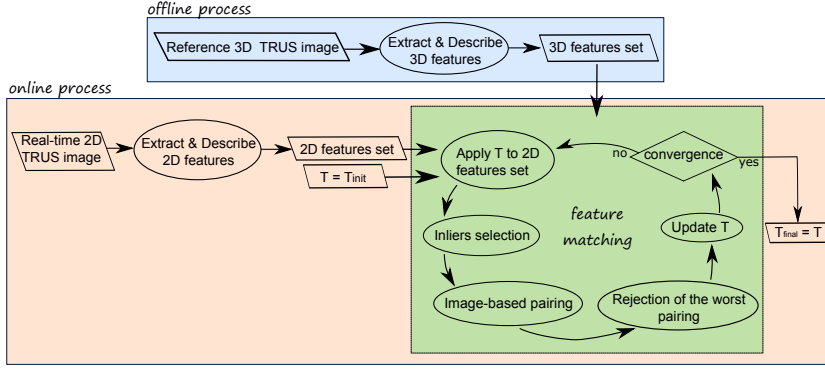 offline process
Reference 3D TRUS image
Extract & Describe
3D features
3D features set
online process
Real-time 2D
TRUS image
Extract & Describe
2D features
2D features set
T = Tinit
Apply T to 2D
features set
no
convergence
yes
Tfinal = T
feature
matching
Inliers selection
Update T
Image-based pairing
Rejection of the worst
pairing